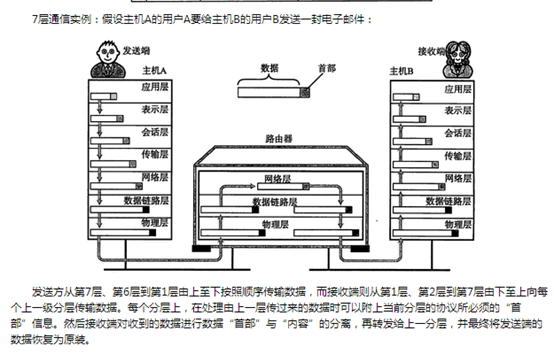 7层通信实例：假设主机A的用户A要给主机B的用户B发送一封电子邮件：
发送端
主机A
应用层
表示层
会话层
传输层
网络层
数据链路层
物理层
数据
首部
路由器
网络层
数据链路层
物理层
接收端
主机B
应用层
表示层
会话层
传输层
网络层
数据链路层
物理层
发送方从第7层、第6层到第1层由上至下按照顺序传输数据，而接收端则从第1层、第2层到第7层由下至上向每
个上一级分层传输数据。每个分层上，在处理由上一层传过来的数据时可以附上当前分层的协议所必须的“首
部”信息。然后接收端对收到的数据进行数据“首部”与“内容”的分离，再转发给上一分层，并最终将发送端的
数据恢复为原装。